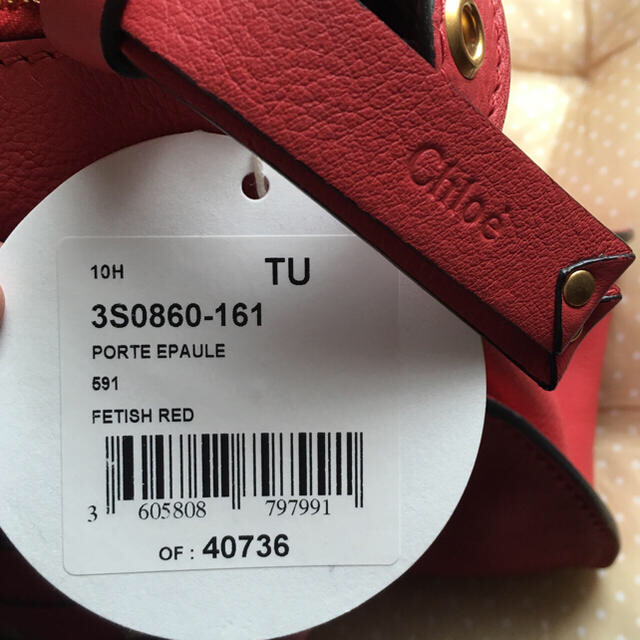 Chloé
10H TU
3S0860-161
PORTE EPAULE
591
FETISH RED
3 605808 797991
OF : 40736